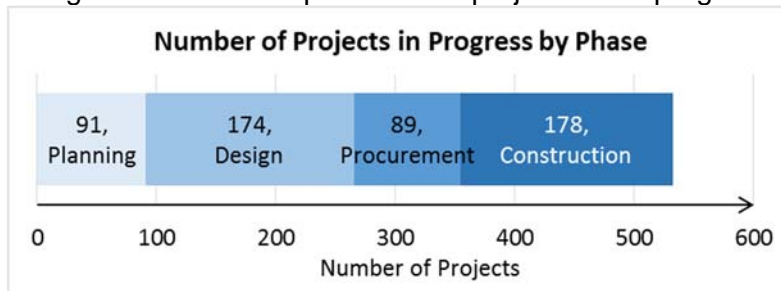 Number of Projects in Progress by Phase
91,
Planning
174,
Design
89,
Procurement
178,
Construction
0 100 200 300 400 500 600
Number of Projects